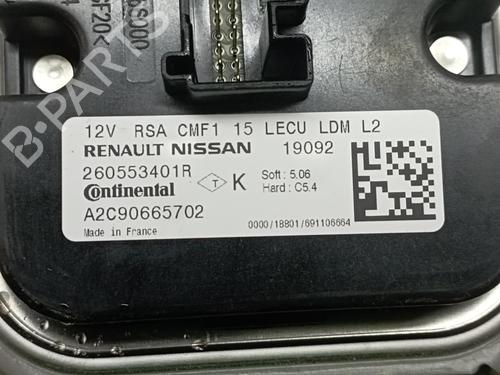 12V RSA CMF1 15 LECU LDM L2
RENAULT NISSAN 19092
260553401R
Continental
T K
Soft : 5.06
Hard : C5.4
A2C90665702
Made in France
0000/18801/691106664
B-PARTS